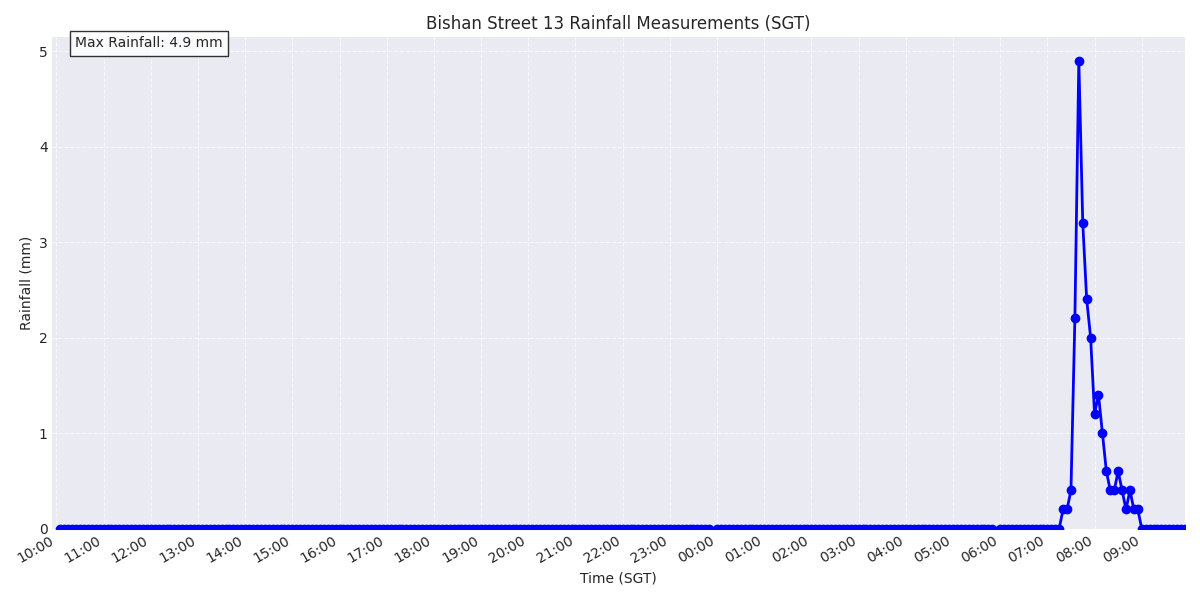 Bishan Street 13 Rainfall Measurements (SGT)
Max Rainfall: 4.9 mm
5
4
3
2
1
0
Rainfall (mm)
10:00 11:00 12:00 13:00 14:00 15:00 16:00 17:00 18:00 19:00 20:00 21:00 22:00 23:00 00:00 01:00 02:00 03:00 04:00 05:00 06:00 07:00 08:00 09:00
Time (SGT)